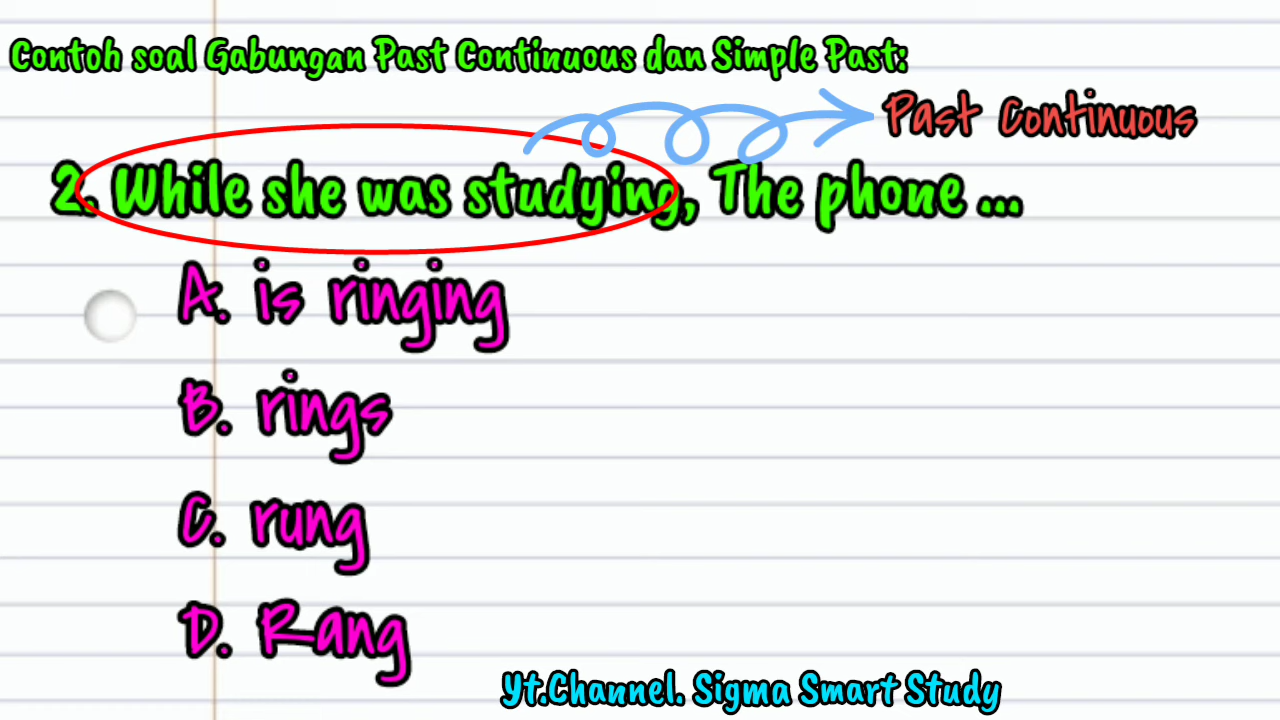 Contoh soal Gabungan Past Continuous dan Simple Past:
Past Continuous
2. While she was studying, The phone ...
A. is ringing
B. rings
C. rung
D. Rang
Yt.Channel. Sigma Smart Study